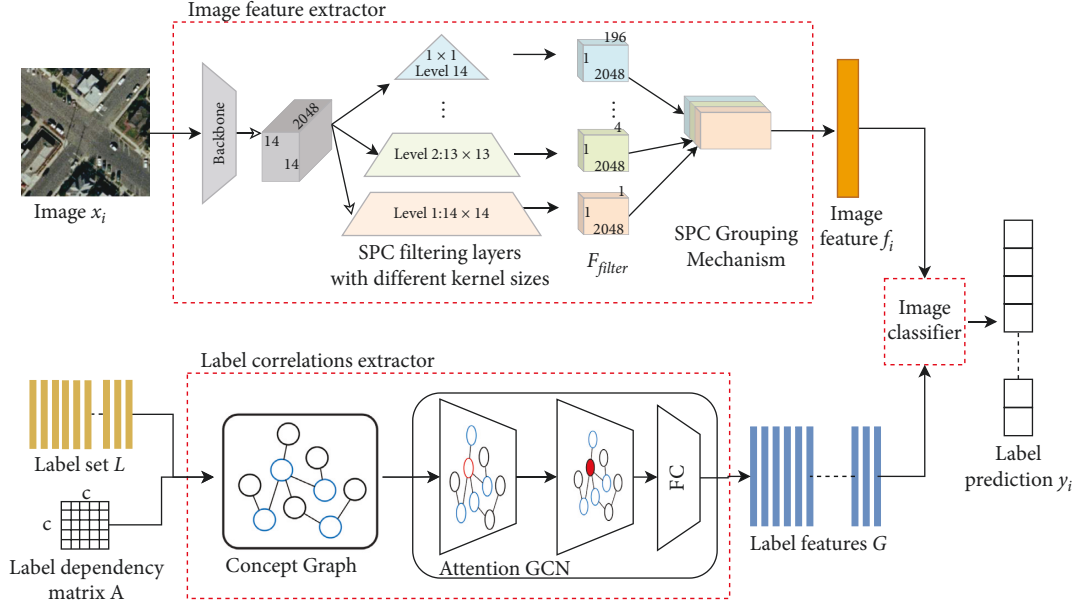 Image feature extractor
Image xᵢ
Backbone
14
14
2048
1 × 1
Level 14
⋮
Level 2:13 × 13
Level 1:14 × 14
SPC filtering layers
with different kernel sizes
196
1
2048
⋮
4
1
2048
1
1
2048
F_filter
SPC Grouping
Mechanism
Image
feature fᵢ
Image
classifier
Label
prediction yᵢ
Label correlations extractor
Label set L
c
c
Label dependency
matrix A
Concept Graph
FC
Attention GCN
Label features G